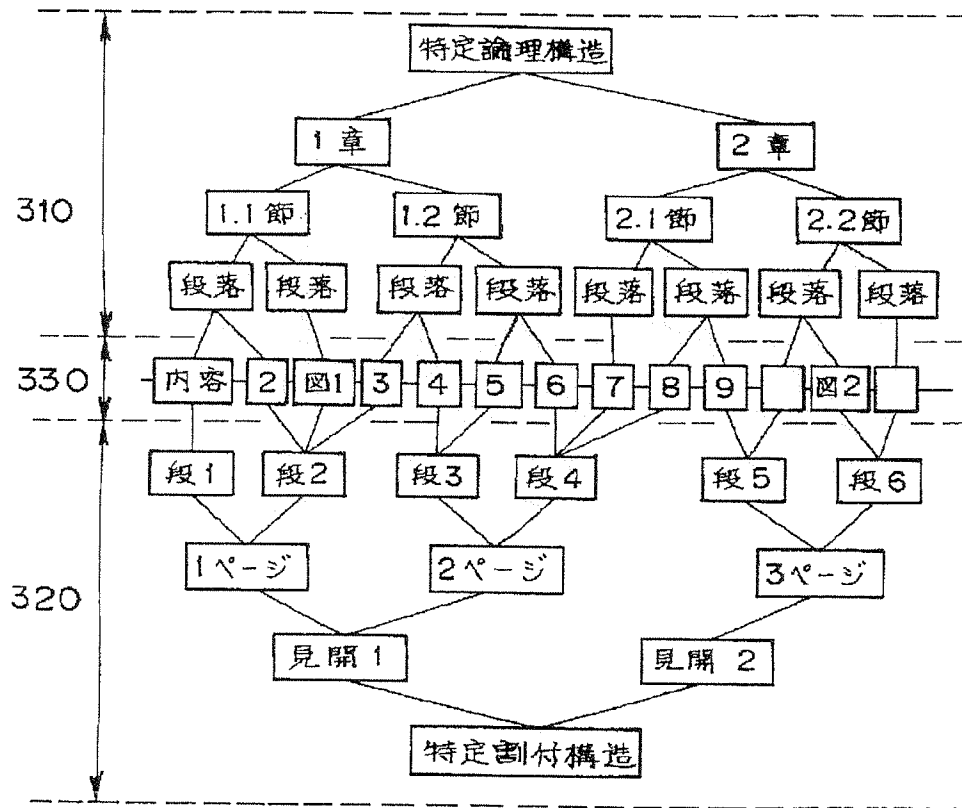 特定論理構造
1章
2章
310
1.1節
1.2節
2.1節
2.2節
段落
段落
段落
段落
段落
段落
段落
段落
330
内容
2
図1
3
4
5
6
7
8
9
図2
段1
段2
段3
段4
段5
段6
320
1ページ
2ページ
3ページ
見開1
見開2
特定割付構造